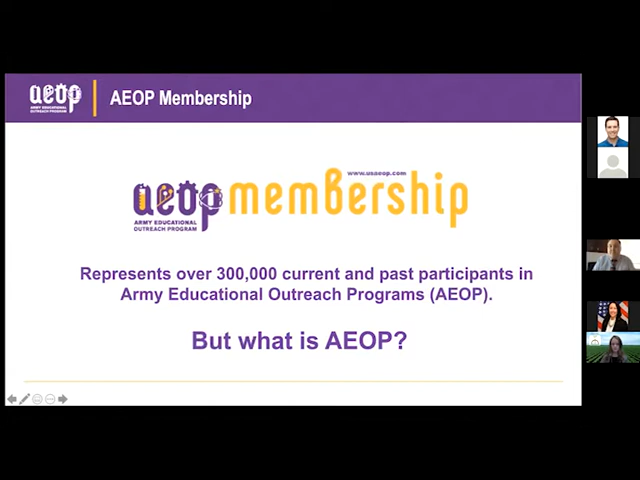 aeop
ARMY EDUCATIONAL
OUTREACH PROGRAM
AEOP Membership
www.usaeop.com
aeop membership
ARMY EDUCATIONAL
OUTREACH PROGRAM
Represents over 300,000 current and past participants in
Army Educational Outreach Programs (AEOP).
But what is AEOP?